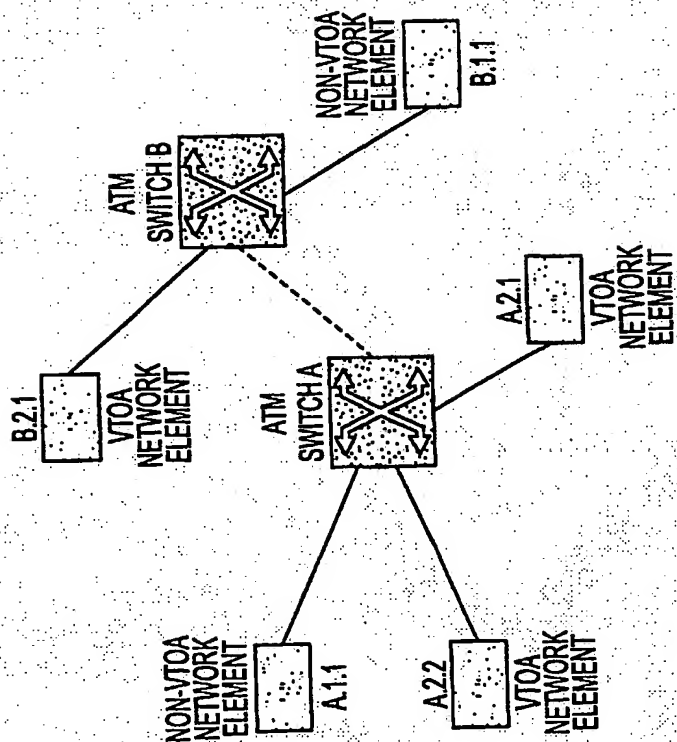 B.2.1
VTOA
NETWORK
ELEMENT
ATM
SWITCH B
NON-VTOA
NETWORK
ELEMENT
B.1.1
NON-VTOA
NETWORK
ELEMENT
A.1.1
ATM
SWITCH A
A.2.1
VTOA
NETWORK
ELEMENT
A.2.2
VTOA
NETWORK
ELEMENT